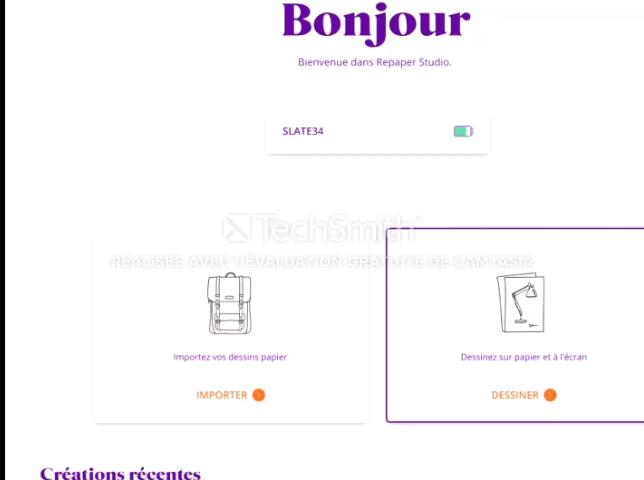 Bonjour
Bienvenue dans Repaper Studio.
SLATE34
TechSmith
RÉALISÉE AVEC L'ÉVALUATION GRATUITE DE CAMTASIA
Importez vos dessins papier
Dessinez sur papier et à l'écran
IMPORTER
DESSINER
Créations récentes